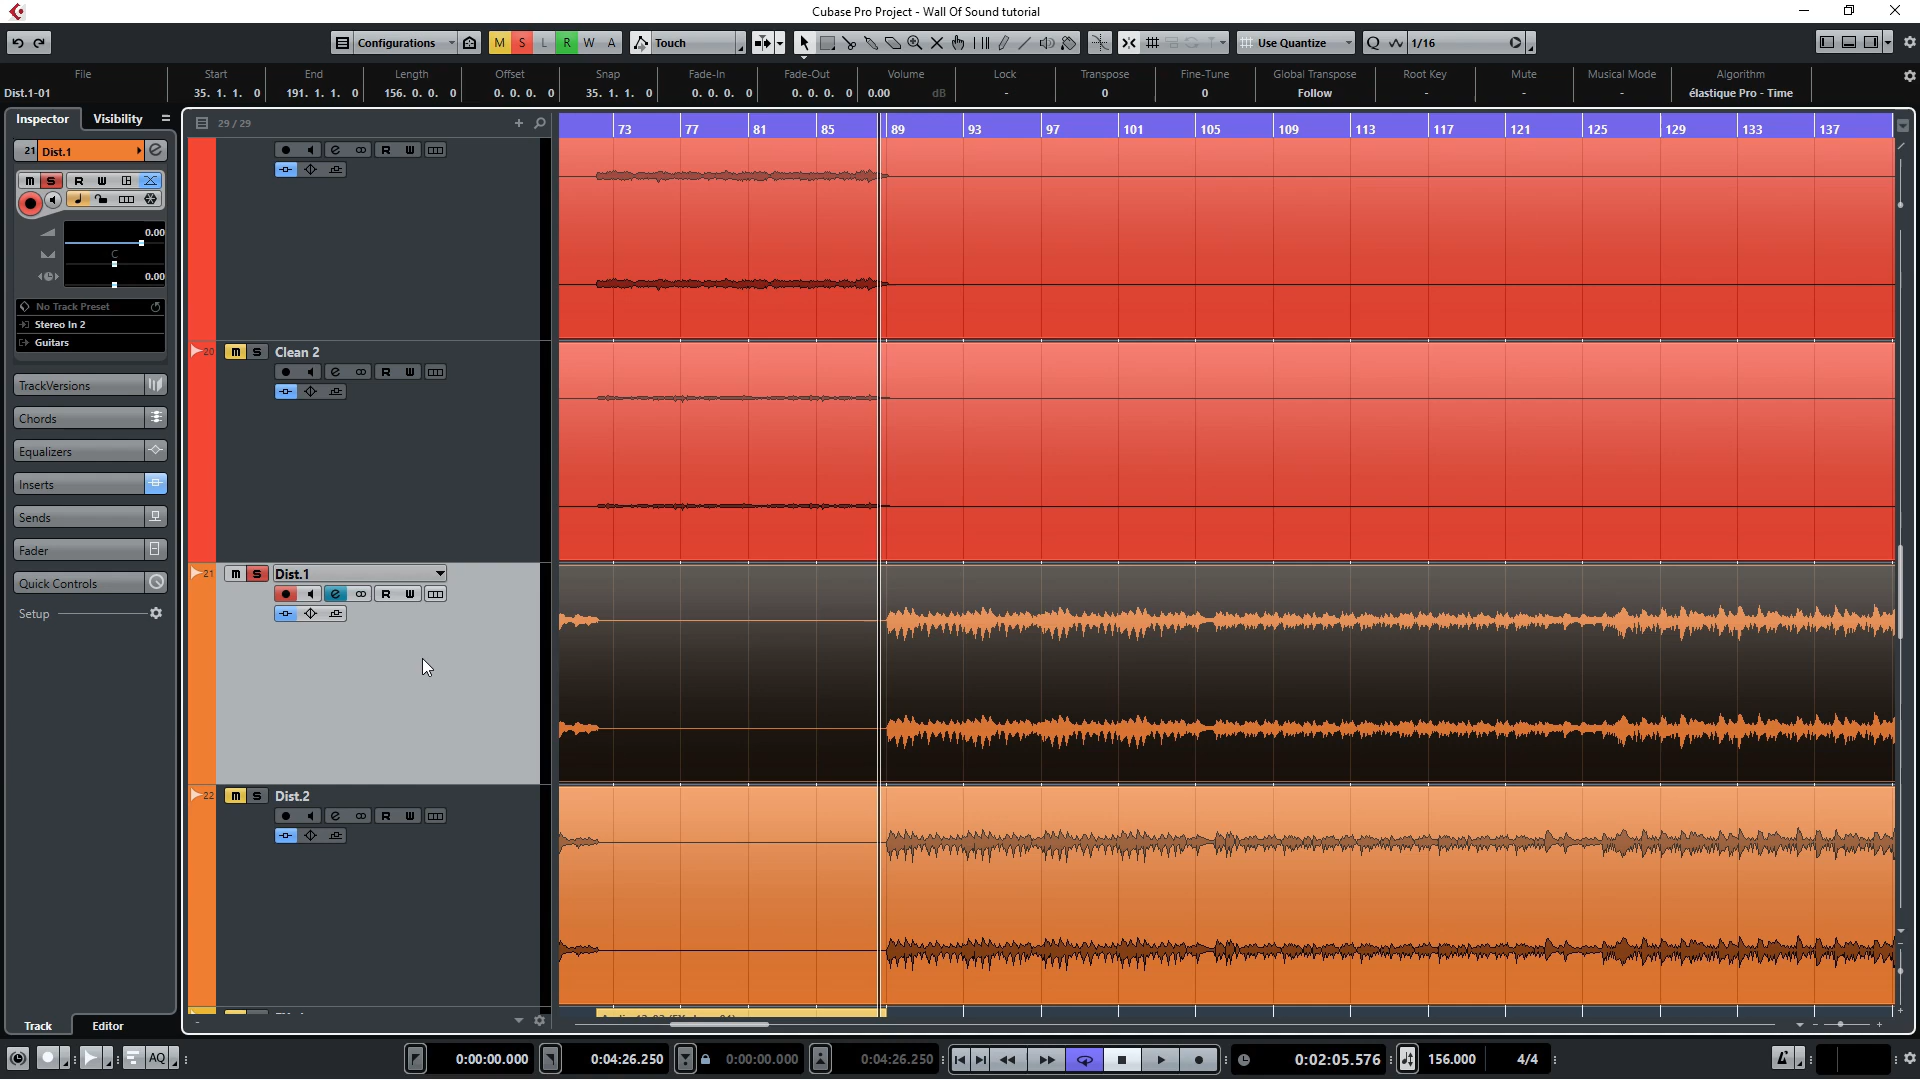 Cubase Pro Project - Wall Of Sound tutorial
Configurations M S L R W A Touch Use Quantize Q 1/16
File Start End Length Offset Snap Fade-In Fade-Out Volume Lock Transpose Fine-Tune Global Transpose Root Key Mute Musical Mode Algorithm
Dist.1-01 35. 1. 1. 0 191. 1. 1. 0 156. 0. 0. 0 0. 0. 0. 0 35. 1. 1. 0 0. 0. 0. 0 0. 0. 0. 0 0.00 dB - 0 0 Follow - - - élastique Pro - Time
Inspector Visibility
29 / 29
73 77 81 85 89 93 97 101 105 109 113 117 121 125 129 133 137
21 Dist.1
M S R W
0.00
C
0.00
No Track Preset
Stereo In 2
Guitars
TrackVersions
Chords
Equalizers
Inserts
Sends
Fader
Quick Controls
Setup
R W
20 M S Clean 2
R W
21 M S Dist.1
R W
22 M S Dist.2
R W
Track Editor
AQ 0:00:00.000 0:04:26.250 0:00:00.000 0:04:26.250 0:02:05.576 156.000 4/4